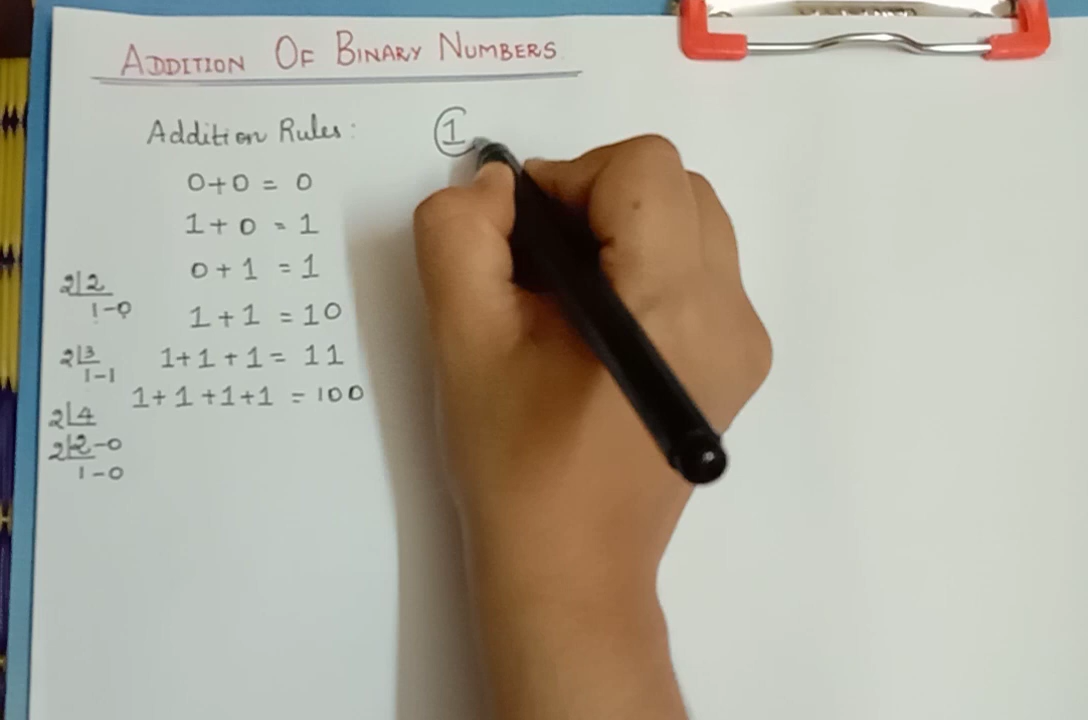 ADDITION OF BINARY NUMBERS
Addition Rules:
0+0 = 0
1+0 = 1
0+1 = 1
1+1 = 10
1+1+1 = 11
1+1+1+1 = 100
2|2
1-0
2|3
1-1
2|4
2|2-0
1-0
1